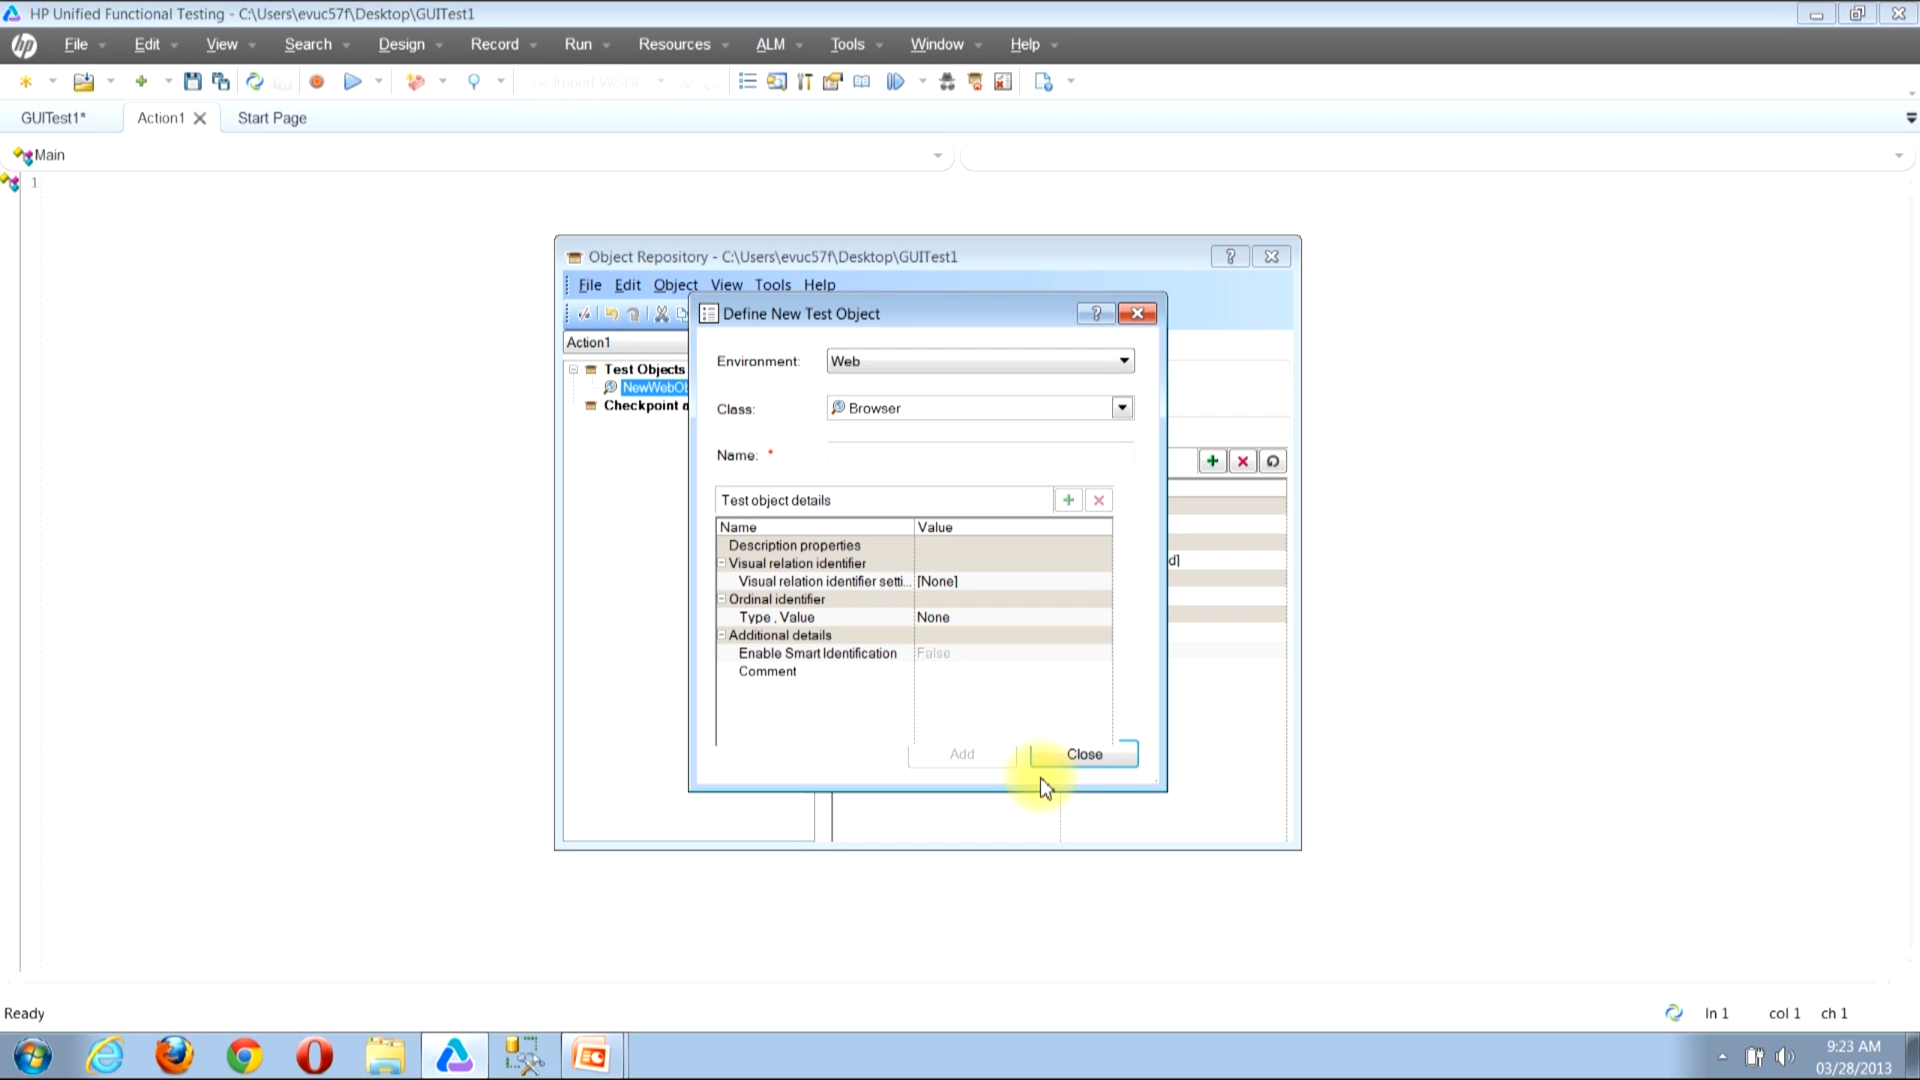 HP Unified Functional Testing - C:\Users\evuc57f\Desktop\GUITest1
hp File Edit View Search Design Record Run Resources ALM Tools Window Help
Import WSDL
GUITest1* Action1 Start Page
Main
1
Object Repository - C:\Users\evuc57f\Desktop\GUITest1
File Edit Object View Tools Help
Define New Test Object
Action1
Environment: Web
Test Objects
NewWebOb
Class: Browser
Checkpoint a
Name: *
Test object details
Name Value
Description properties
Visual relation identifier
d]
Visual relation identifier setti... [None]
Ordinal identifier
Type , Value None
Additional details
Enable Smart Identification False
Comment
Add Close
Ready
ln 1 col 1 ch 1
9:23 AM
03/28/2013